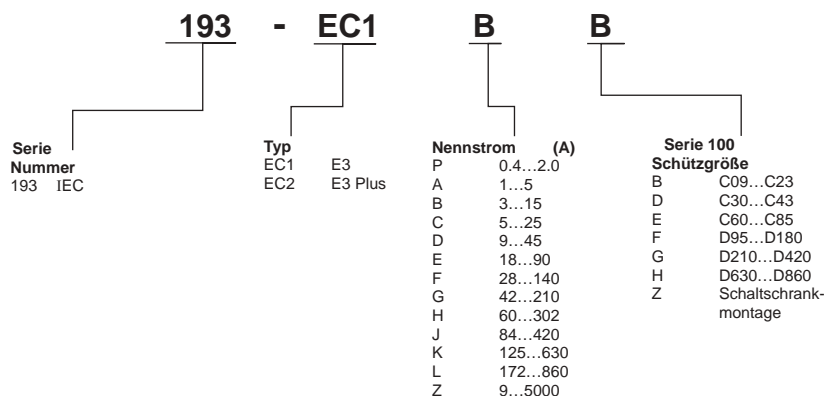 193 - EC1 B B
Serie
Nummer
193 IEC
Typ
EC1 E3
EC2 E3 Plus
Nennstrom (A)
P 0.4...2.0
A 1...5
B 3...15
C 5...25
D 9...45
E 18...90
F 28...140
G 42...210
H 60...302
J 84...420
K 125...630
L 172...860
Z 9...5000
Serie 100
Schützgröße
B C09...C23
D C30...C43
E C60...C85
F D95...D180
G D210...D420
H D630...D860
Z Schaltschrank-
montage